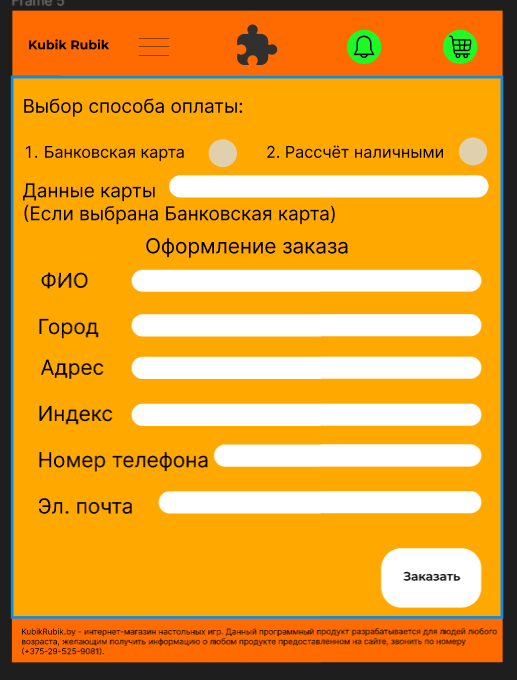 Frame 5
Kubik Rubik
Выбор способа оплаты:
1. Банковская карта
2. Рассчёт наличными
Данные карты
(Если выбрана Банковская карта)
Оформление заказа
ФИО
Город
Адрес
Индекс
Номер телефона
Эл. почта
Заказать
KubikRubik.by - интернет-магазин настольных игр. Данный программный продукт разрабатывается для людей любого
возраста, желающим получить информацию о любом продукте предоставленном на сайте, звонить по номеру
(+375-29-525-9081).